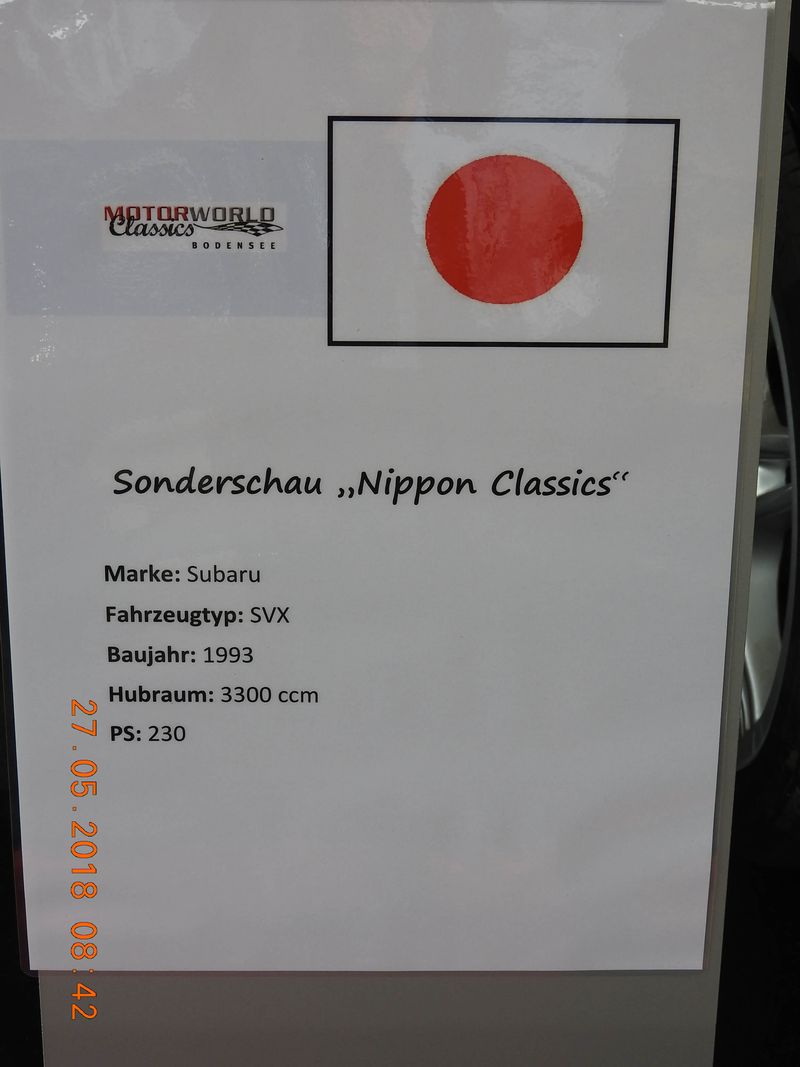 MOTORWORLD
Classics
BODENSEE
Sonderschau „Nippon Classics“
Marke: Subaru
Fahrzeugtyp: SVX
Baujahr: 1993
Hubraum: 3300 ccm
PS: 230
27.05.2018 08:42